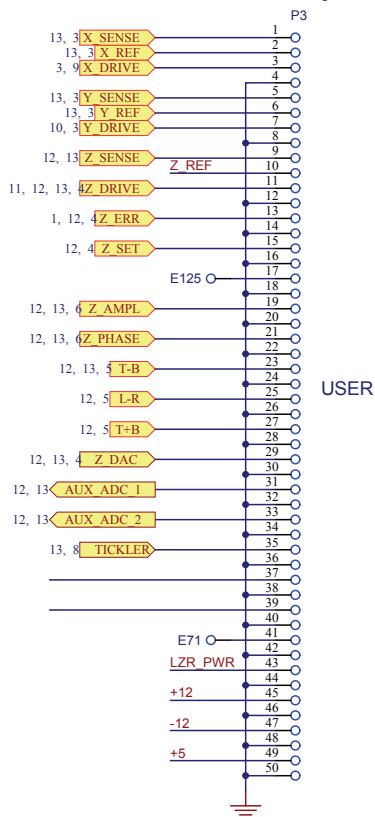 P3
13, 3 X_SENSE 1
13, 3 X_REF 2
3, 9 X_DRIVE 3
4
13, 3 Y_SENSE 5
13, 3 Y_REF 6
10, 3 Y_DRIVE 7
8
12, 13 Z_SENSE 9
Z_REF 10
11, 12, 13, 4 Z_DRIVE 11
12
1, 12, 4 Z_ERR 13
14
12, 4 Z_SET 15
16
E125 17
18
12, 13, 6 Z_AMPL 19
20
12, 13, 6 Z_PHASE 21
22
12, 13, 5 T-B 23
24
12, 5 L-R 25
USER
26
12, 5 T+B 27
28
12, 13, 4 Z_DAC 29
30
12, 13 AUX_ADC_1 31
32
12, 13 AUX_ADC_2 33
34
13, 8 TICKLER 35
36
37
38
39
40
E71 41
42
LZR_PWR 43
44
+12 45
46
-12 47
48
+5 49
50